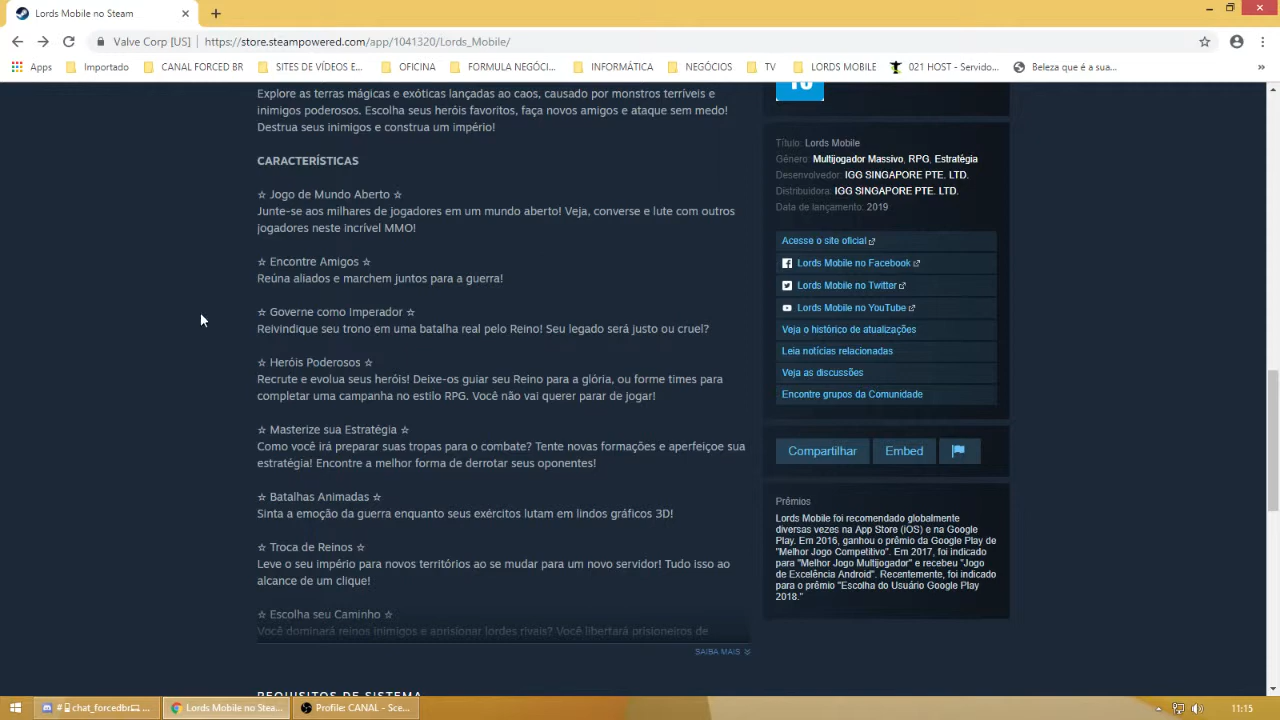 Lords Mobile no Steam
Valve Corp [US]
https://store.steampowered.com/app/1041320/Lords_Mobile/
Apps
Importado
CANAL FORCED BR
SITES DE VÍDEOS E...
OFICINA
FORMULA NEGÓCI...
INFORMÁTICA
NEGÓCIOS
TV
LORDS MOBILE
021 HOST - Servido...
Beleza que é a sua...
»
Explore as terras mágicas e exóticas lançadas ao caos, causado por monstros terríveis e
inimigos poderosos. Escolha seus heróis favoritos, faça novos amigos e ataque sem medo!
Destrua seus inimigos e construa um império!
CARACTERÍSTICAS
☆ Jogo de Mundo Aberto ☆
Junte-se aos milhares de jogadores em um mundo aberto! Veja, converse e lute com outros
jogadores neste incrível MMO!
☆ Encontre Amigos ☆
Reúna aliados e marchem juntos para a guerra!
☆ Governe como Imperador ☆
Reivindique seu trono em uma batalha real pelo Reino! Seu legado será justo ou cruel?
☆ Heróis Poderosos ☆
Recrute e evolua seus heróis! Deixe-os guiar seu Reino para a glória, ou forme times para
completar uma campanha no estilo RPG. Você não vai querer parar de jogar!
☆ Masterize sua Estratégia ☆
Como você irá preparar suas tropas para o combate? Tente novas formações e aperfeiçoe sua
estratégia! Encontre a melhor forma de derrotar seus oponentes!
☆ Batalhas Animadas ☆
Sinta a emoção da guerra enquanto seus exércitos lutam em lindos gráficos 3D!
☆ Troca de Reinos ☆
Leve o seu império para novos territórios ao se mudar para um novo servidor! Tudo isso ao
alcance de um clique!
☆ Escolha seu Caminho ☆
Você dominará reinos inimigos e aprisionar lordes rivais? Você libertará prisioneiros de
SAIBA MAIS
REQUISITOS DE SISTEMA
Título: Lords Mobile
Gênero: Multijogador Massivo, RPG, Estratégia
Desenvolvedor: IGG SINGAPORE PTE. LTD.
Distribuidora: IGG SINGAPORE PTE. LTD.
Data de lançamento: 2019
Acesse o site oficial
Lords Mobile no Facebook
Lords Mobile no Twitter
Lords Mobile no YouTube
Veja o histórico de atualizações
Leia notícias relacionadas
Veja as discussões
Encontre grupos da Comunidade
Compartilhar
Embed
Prêmios
Lords Mobile foi recomendado globalmente
diversas vezes na App Store (iOS) e na Google
Play. Em 2016, ganhou o prêmio da Google Play de
"Melhor Jogo Competitivo". Em 2017, foi indicado
para "Melhor Jogo Multijogador" e recebeu "Jogo
de Excelência Android". Recentemente, foi indicado
para o prêmio "Escolha do Usuário Google Play
2018."
chat_forcedbr
Lords Mobile no Stea...
Profile: CANAL - Sce...
11:15